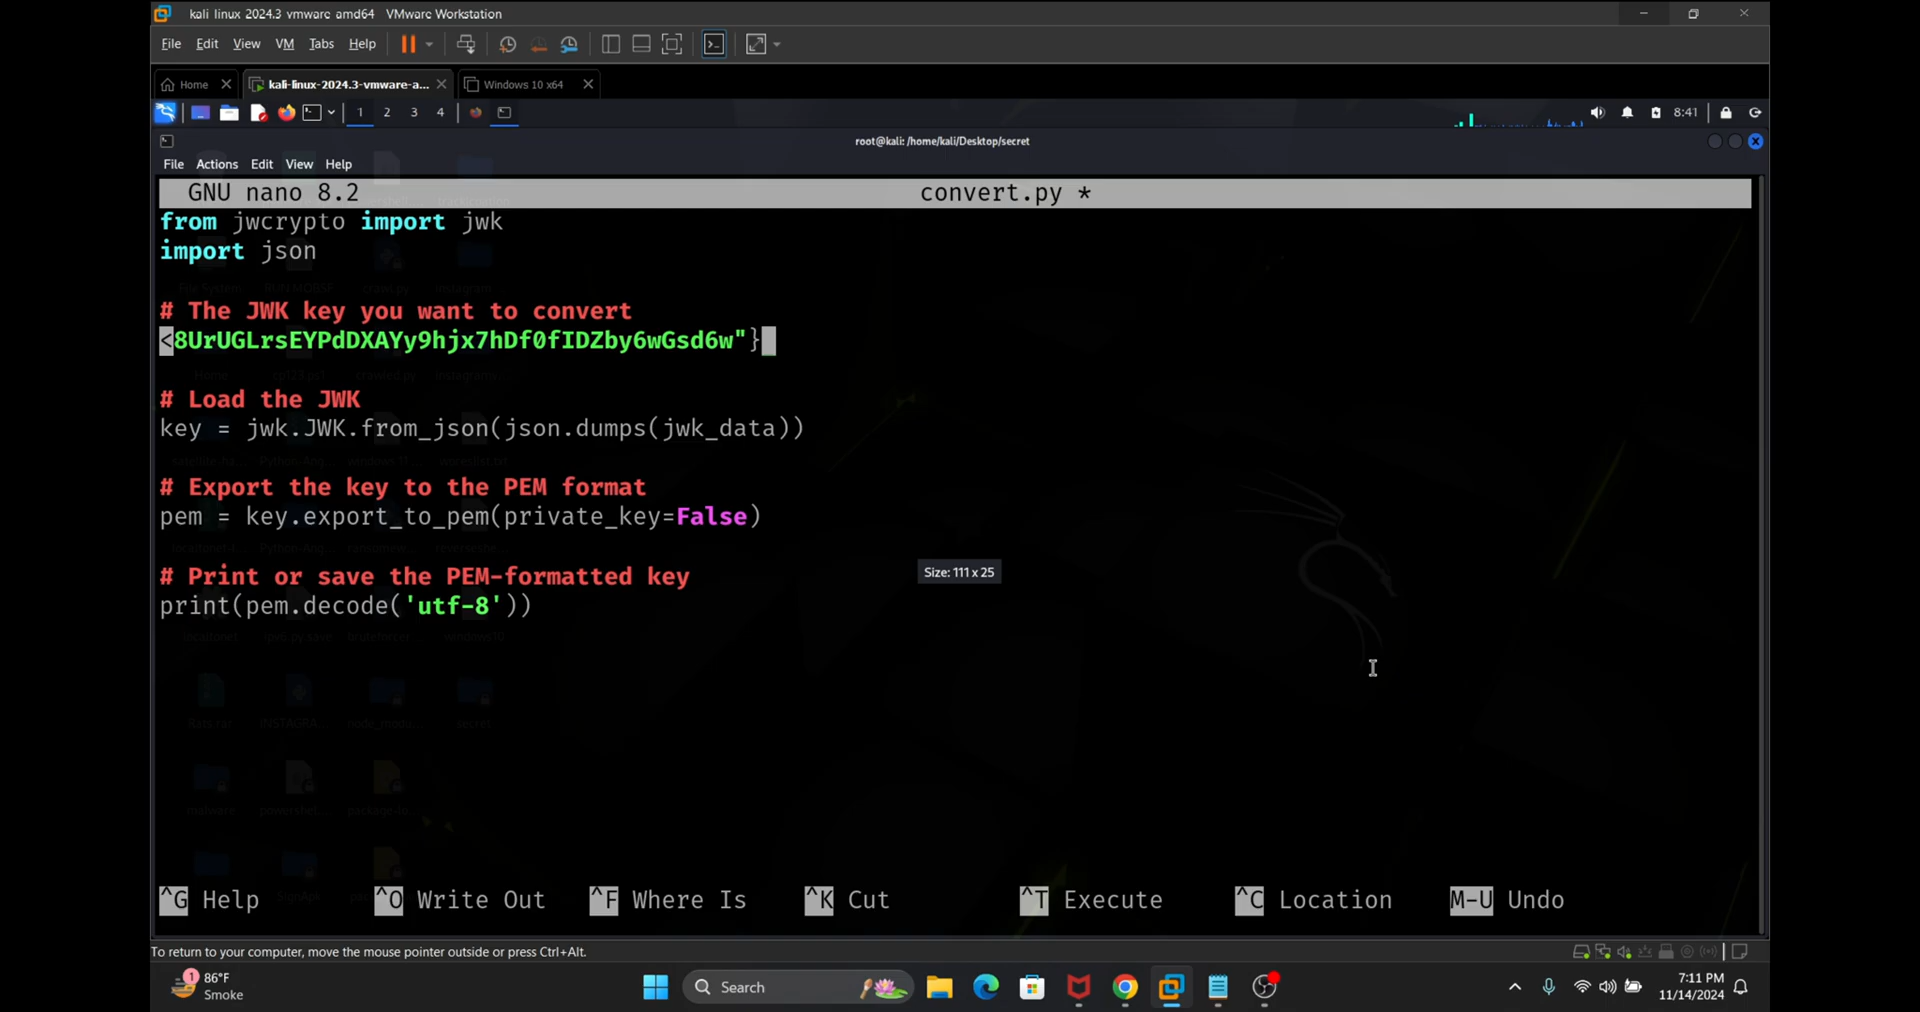 kali linux 2024.3 vmware amd64 VMware Workstation
File Edit View VM Tabs Help
Home kali-linux-2024.3-vmware-a... Windows 10 x64
1 2 3 4 8:41
root@kali: /home/kali/Desktop/secret
File Actions Edit View Help
GNU nano 8.2 convert.py *
from jwcrypto import jwk
import json
# The JWK key you want to convert
<8UrUGLrsEYPdDXAYy9hjx7hDf0fIDZby6wGsd6w"}
# Load the JWK
key = jwk.JWK.from_json(json.dumps(jwk_data))
# Export the key to the PEM format
pem = key.export_to_pem(private_key=False)
Size: 111 x 25
# Print or save the PEM-formatted key
print(pem.decode('utf-8'))
malware
secret
^G Help ^O Write Out ^F Where Is ^K Cut ^T Execute ^C Location M-U Undo
To return to your computer, move the mouse pointer outside or press Ctrl+Alt.
1 86°F
Smoke
Search
7:11 PM
11/14/2024